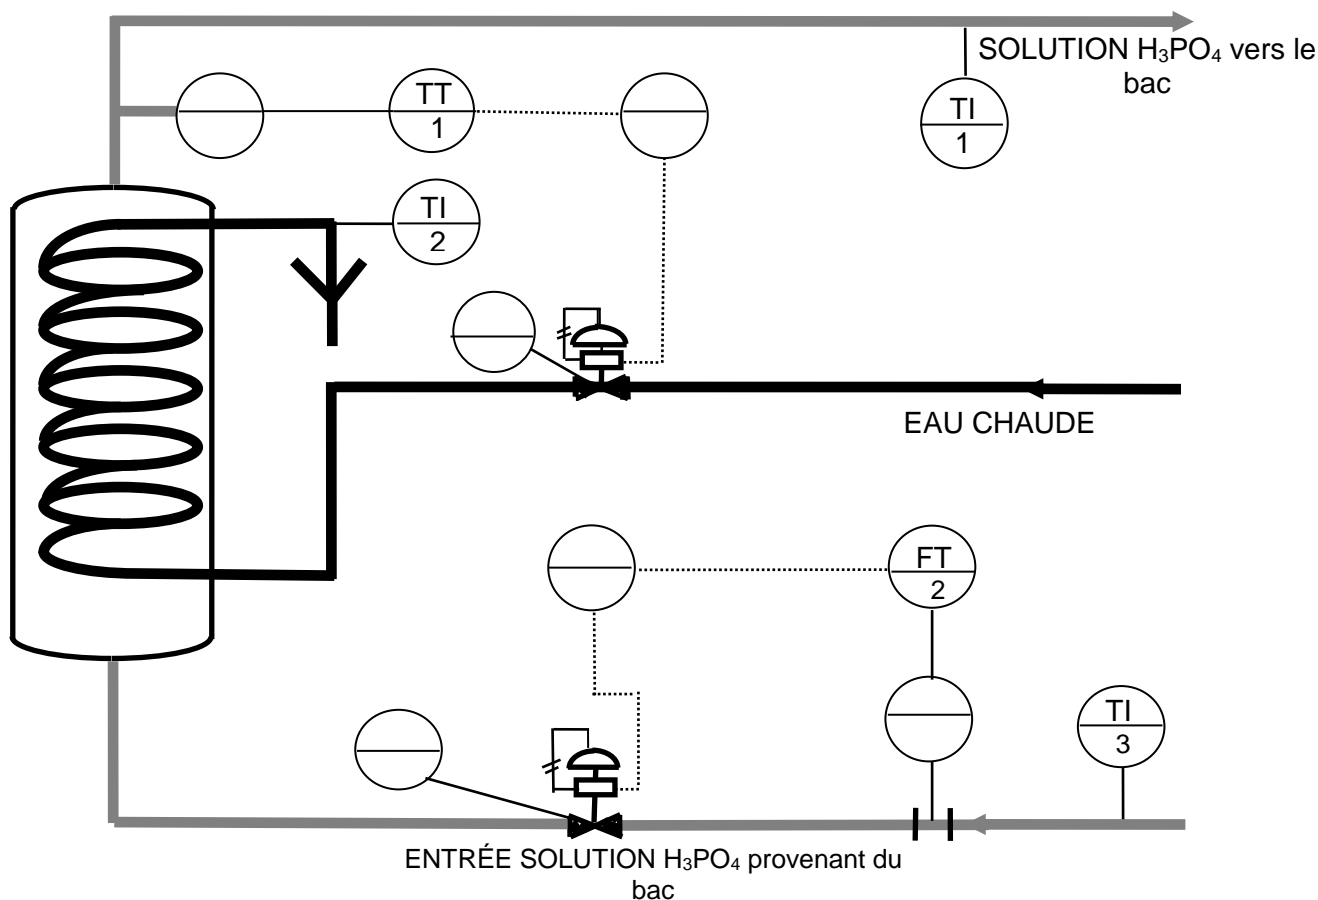 SOLUTION H₃PO₄ vers le
bac
TT
1
TI
1
TI
2
EAU CHAUDE
FT
2
TI
3
ENTRÉE SOLUTION H₃PO₄ provenant du
bac